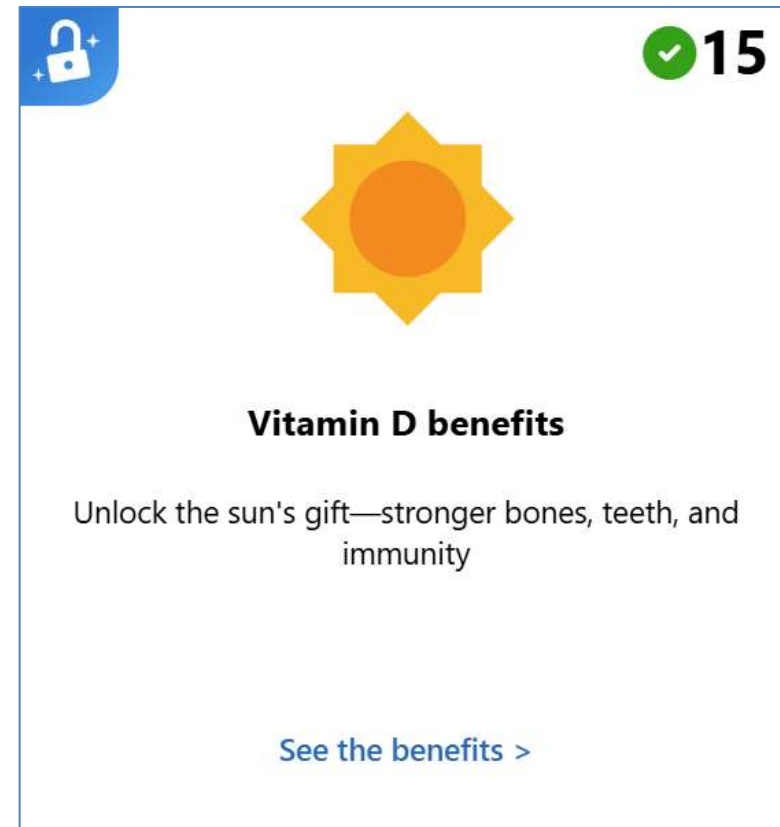 15
Vitamin D benefits
Unlock the sun's gift—stronger bones, teeth, and
immunity
See the benefits >